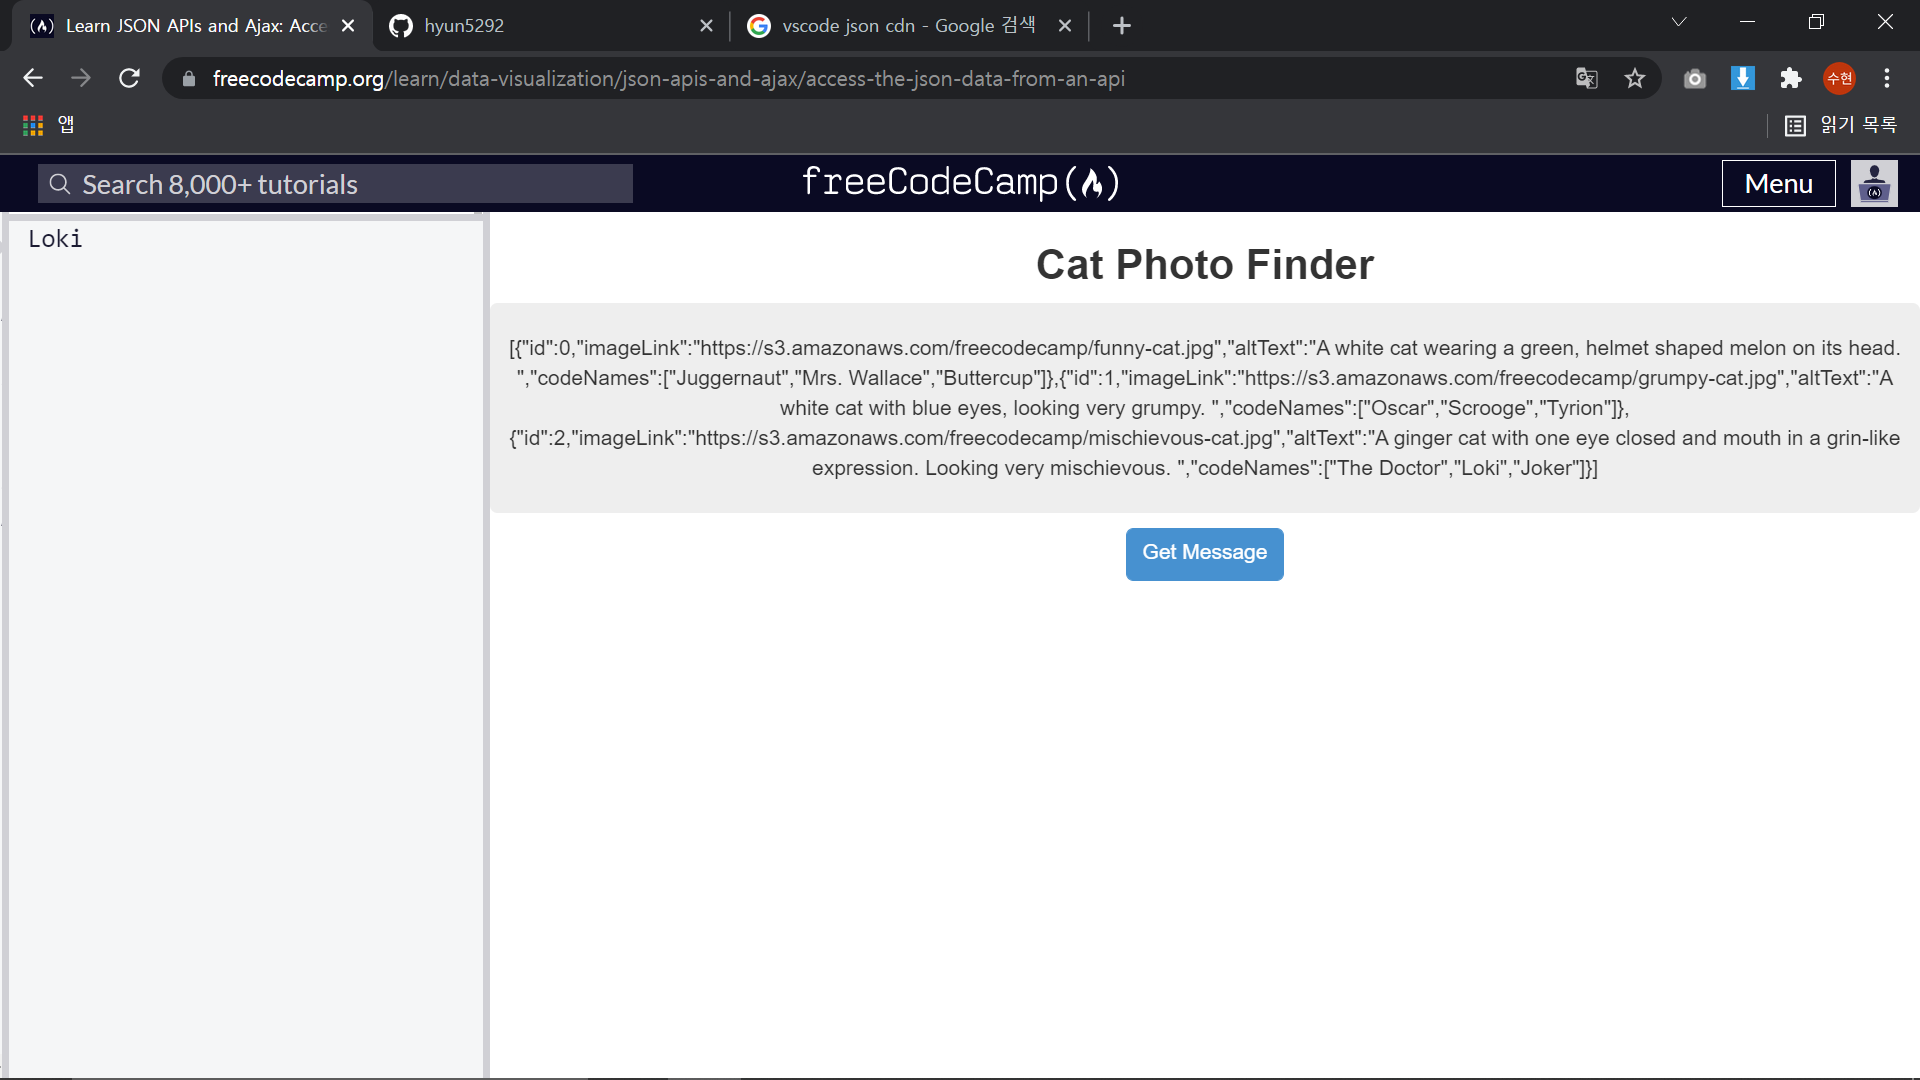 Learn JSON APIs and Ajax: Acce
hyun5292
vscode json cdn - Google 검색
freecodecamp.org/learn/data-visualization/json-apis-and-ajax/access-the-json-data-from-an-api
수현
앱
읽기 목록
Search 8,000+ tutorials
freeCodeCamp(🔥)
Menu
Loki
Cat Photo Finder
[{"id":0,"imageLink":"https://s3.amazonaws.com/freecodecamp/funny-cat.jpg","altText":"A white cat wearing a green, helmet shaped melon on its head.
","codeNames":["Juggernaut","Mrs. Wallace","Buttercup"]},{"id":1,"imageLink":"https://s3.amazonaws.com/freecodecamp/grumpy-cat.jpg","altText":"A
white cat with blue eyes, looking very grumpy. ","codeNames":["Oscar","Scrooge","Tyrion"]},
{"id":2,"imageLink":"https://s3.amazonaws.com/freecodecamp/mischievous-cat.jpg","altText":"A ginger cat with one eye closed and mouth in a grin-like
expression. Looking very mischievous. ","codeNames":["The Doctor","Loki","Joker"]}]
Get Message